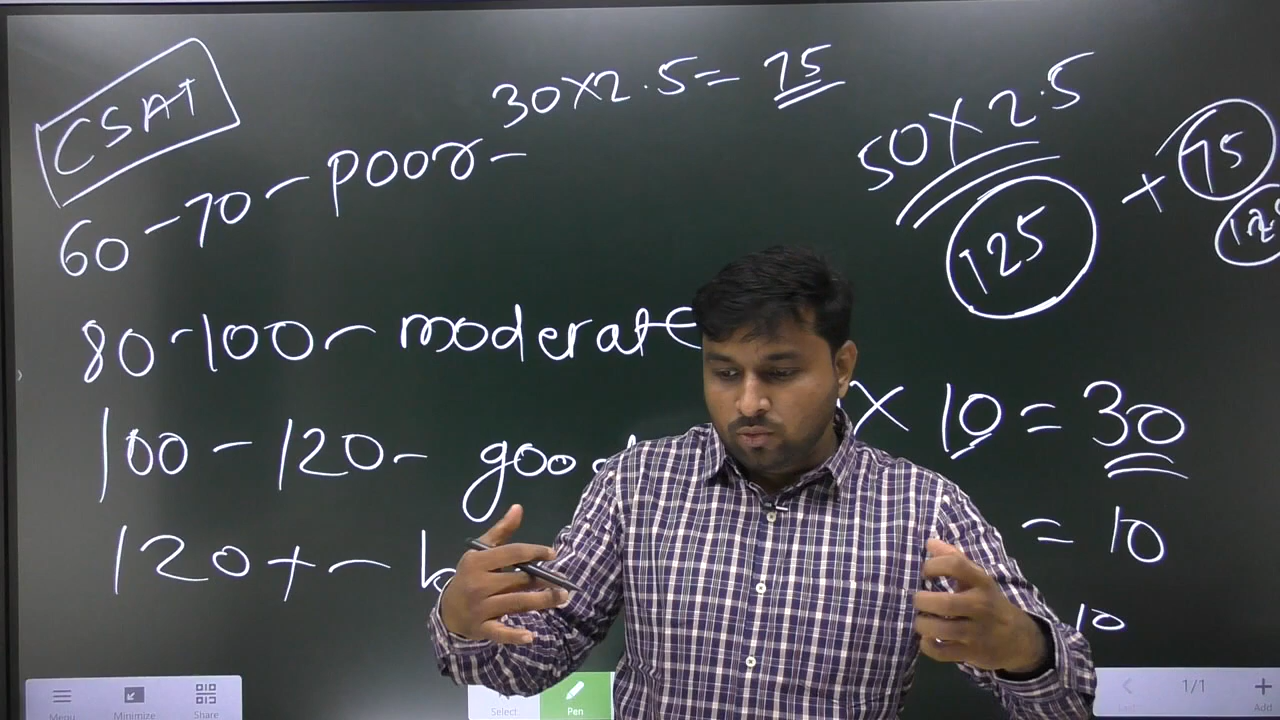 CSAT
30×2.5= 75
60-70-poor-
50×2.5
125 + 75
80-100- moderate
× 10 = 30
100-120-
= 10
120+-
10
Menu Minimize Share Select Pen 1/1 Add